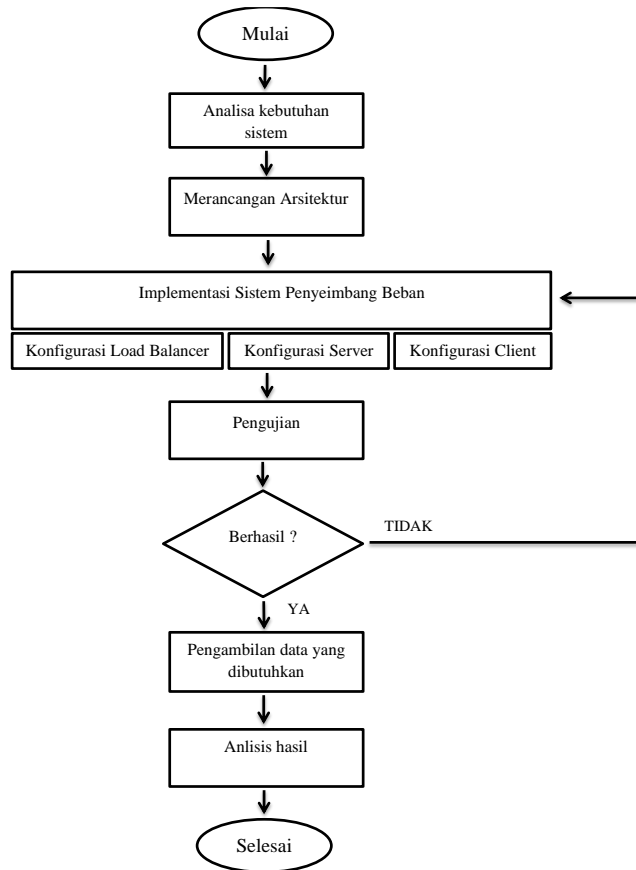 Mulai
Analisa kebutuhan
sistem
Merancangan Arsitektur
Implementasi Sistem Penyeimbang Beban
Konfigurasi Load Balancer
Konfigurasi Server
Konfigurasi Client
Pengujian
Berhasil ?
TIDAK
YA
Pengambilan data yang
dibutuhkan
Anlisis hasil
Selesai